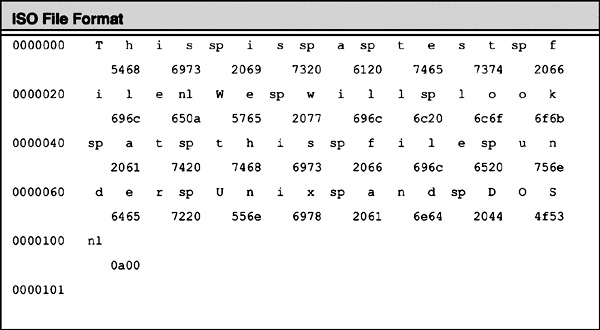 ISO File Format
0000000 T h i s sp i s sp a sp t e s t sp f
5468 6973 2069 7320 6120 7465 7374 2066
0000020 i l e nl W e sp w i l l sp l o o k
696c 650a 5765 2077 696c 6c20 6c6f 6f6b
0000040 sp a t sp t h i s sp f i l e sp u n
2061 7420 7468 6973 2066 696c 6520 756e
0000060 d e r sp U n i x sp a n d sp D O S
6465 7220 556e 6978 2061 6e64 2044 4f53
0000100 nl
0a00
0000101